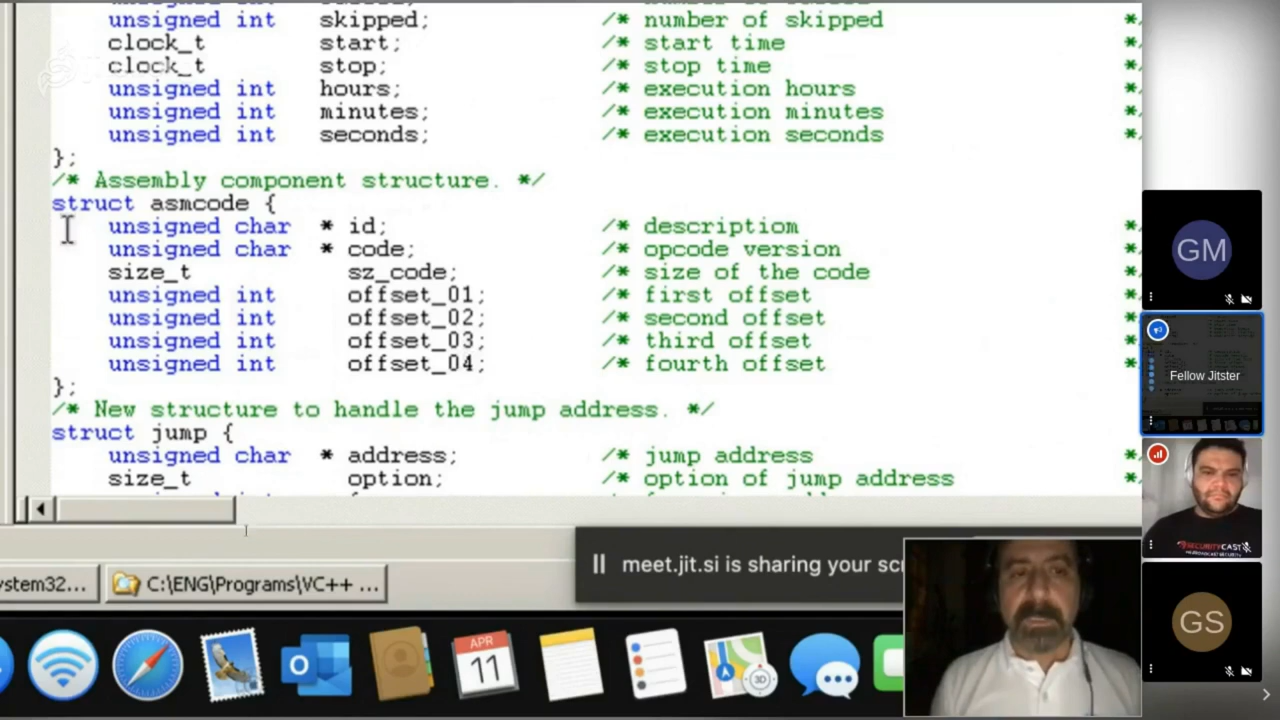 unsigned int skipped; /* number of skipped *
clock_t start; /* start time *
clock_t stop; /* stop time *
unsigned int hours; /* execution hours *
unsigned int minutes; /* execution minutes *
unsigned int seconds; /* execution seconds *
};
/* Assembly component structure. */
struct asmcode {
unsigned char * id; /* descriptiom *
unsigned char * code; /* opcode version *
size_t sz_code; /* size of the code *
unsigned int offset_01; /* first offset *
unsigned int offset_02; /* second offset *
unsigned int offset_03; /* third offset *
unsigned int offset_04; /* fourth offset *
};
/* New structure to handle the jump address. */
struct jump {
unsigned char * address; /* jump address *
size_t option; /* option of jump address *
GM
Fellow Jitster
SECURITYCAST
GS
meet.jit.si is sharing your scr
ystem32...
C:\ENG\Programs\VC++ ...
APR
11
3D